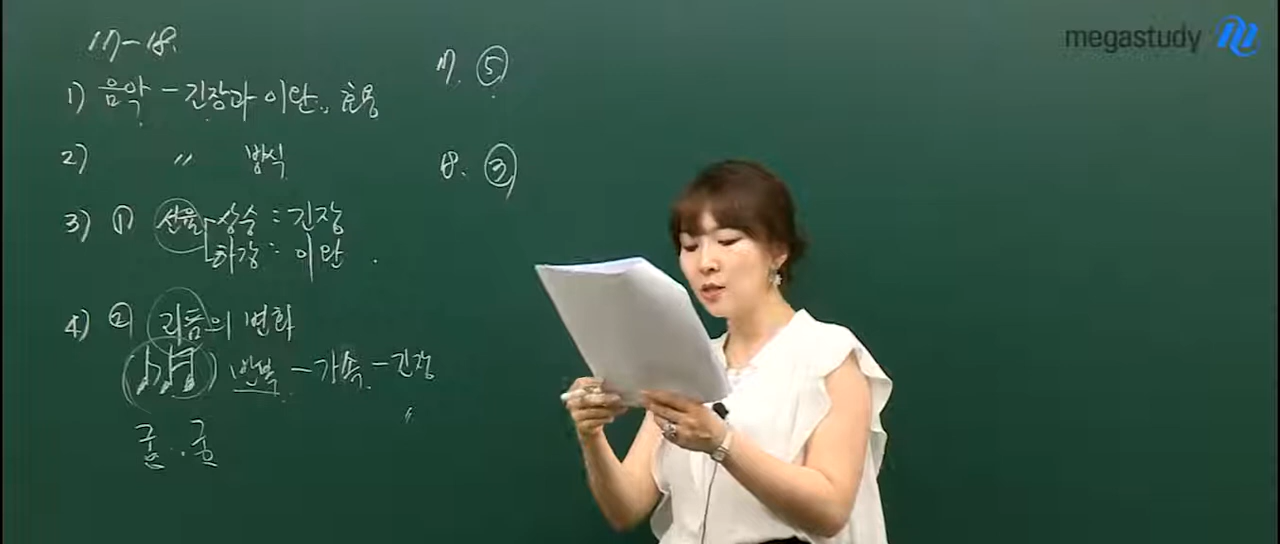 17-18.
1) 음악 - 긴장과 이완.. 효용
2) 〃 방식
3) ① 선율 상승 : 긴장
하강 : 이완.
4) ② 리듬의 변화
(♪♪♬) 반복 - 가속 - 긴장
〃
쿵..쿵
17. ⑤
18. ③
megastudy